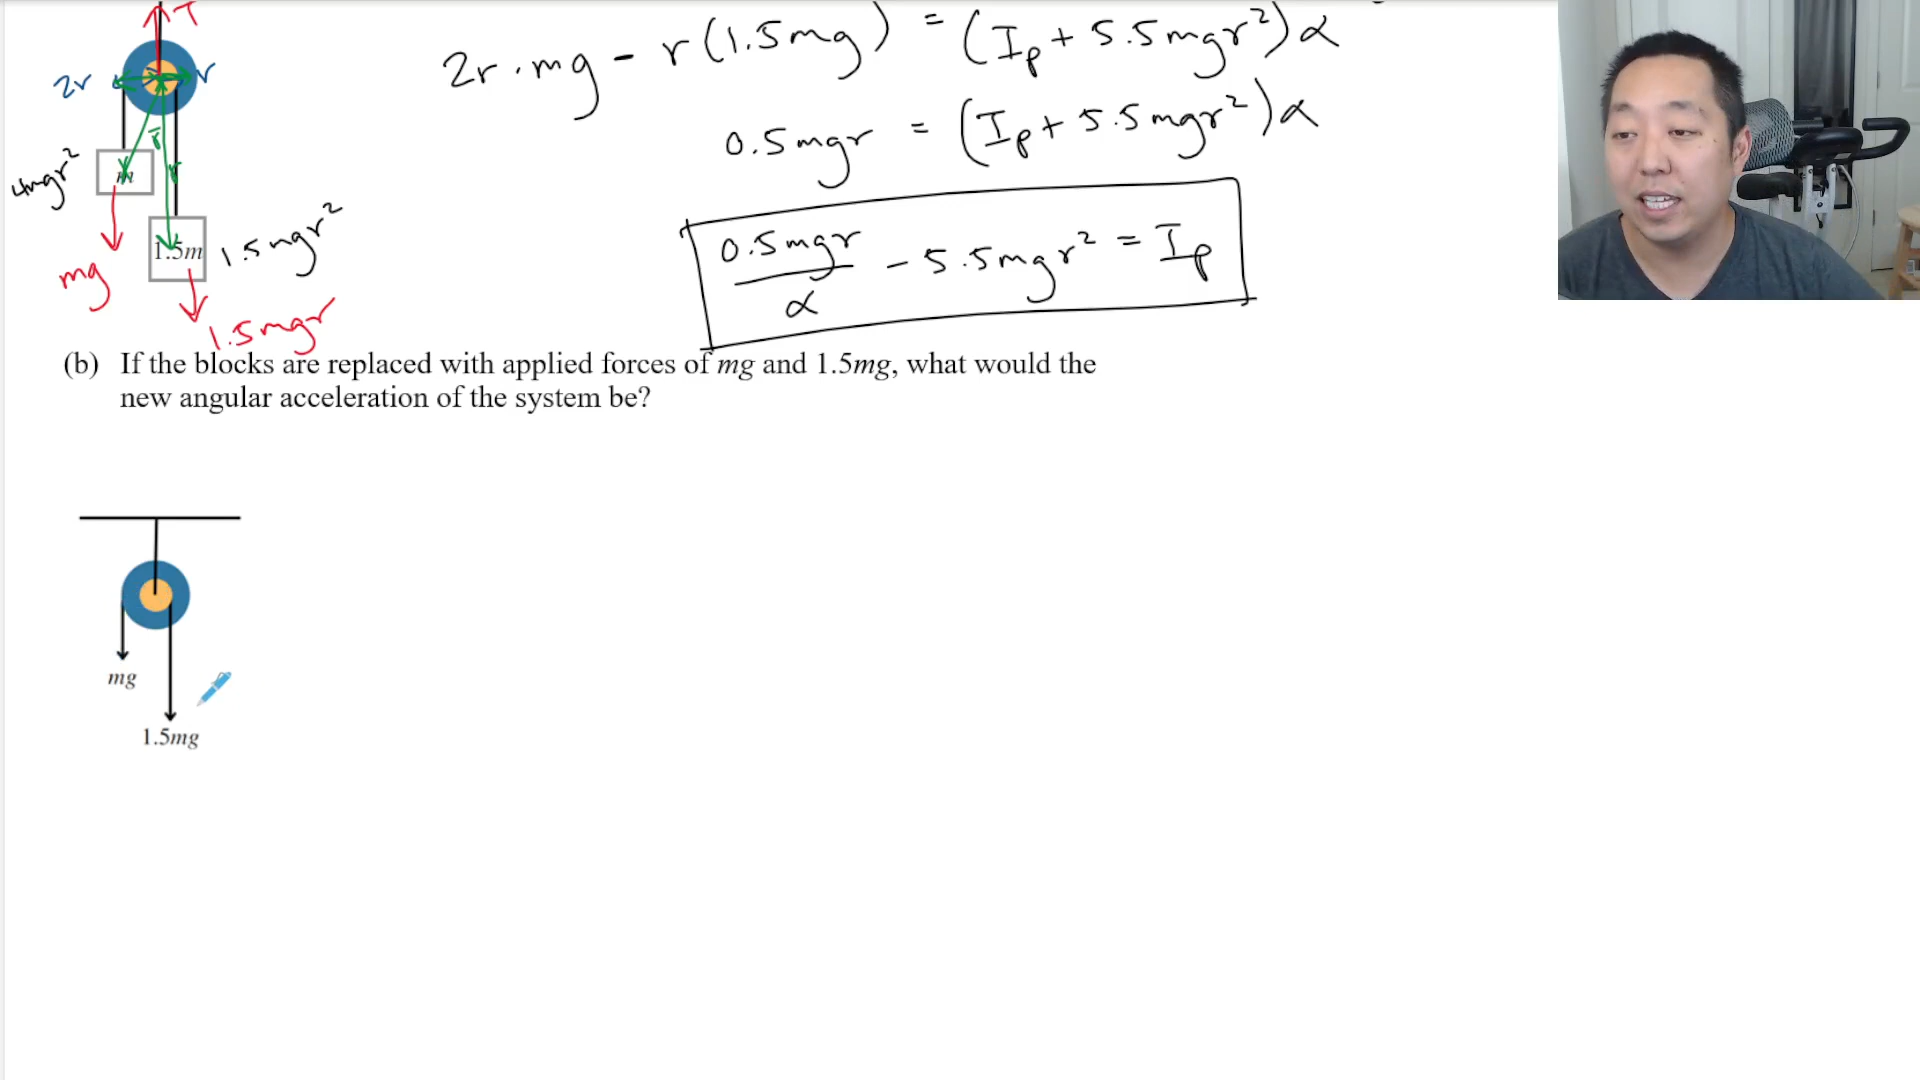 T
2r · mg - r(1.5mg) = (Ip + 5.5mgr²)α
2r
r
r
0.5mgr = (Ip + 5.5mgr²)α
4mgr²
m
r
1.5m
1.5mgr²
0.5mgr/α - 5.5mgr² = Ip
mg
1.5mgr
(b) If the blocks are replaced with applied forces of mg and 1.5mg, what would the
new angular acceleration of the system be?
mg
1.5mg